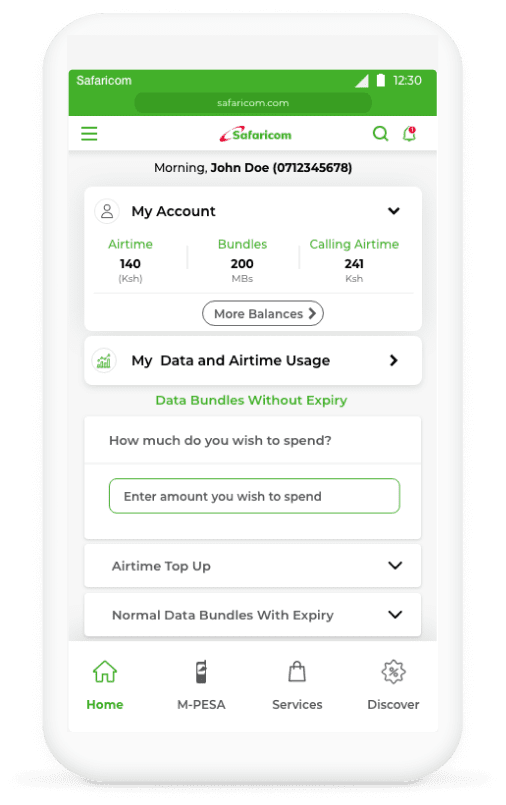 Safaricom 12:30
safaricom.com
Safaricom 1
Morning, John Doe (0712345678)
My Account
Airtime Bundles Calling Airtime
140 200 241
(Ksh) MBs Ksh
More Balances
My Data and Airtime Usage
Data Bundles Without Expiry
How much do you wish to spend?
Enter amount you wish to spend
Airtime Top Up
Normal Data Bundles With Expiry
Home M-PESA Services Discover